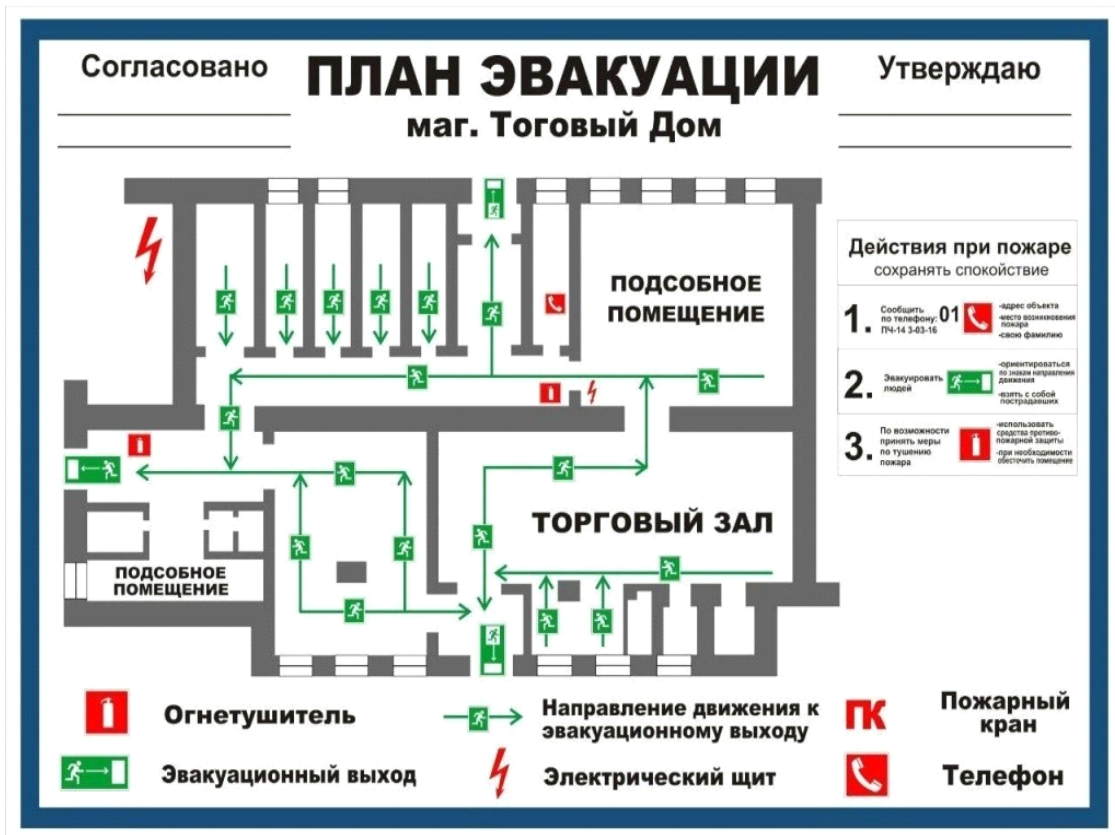 Согласовано
ПЛАН ЭВАКУАЦИИ
маг. Тоговый Дом
Утверждаю
ПОДСОБНОЕ
ПОМЕЩЕНИЕ
ТОРГОВЫЙ ЗАЛ
ПОДСОБНОЕ
ПОМЕЩЕНИЕ
Действия при пожаре
сохранять спокойствие
1. Сообщить
по телефону: 01
ПЧ-14 3-03-16
-адрес объекта
-место возникновения
пожара
-свою фамилию
2. Эвакуировать
людей
-ориентироваться
по знакам направления
движения
-взять с собой
пострадавших
3. По возможности
принять меры
по тушению
пожара
-использовать
средства противо-
пожарной защиты
-при необходимости
обесточить помещение
Огнетушитель
Направление движения к
эвакуационному выходу
ПК
Пожарный
кран
Эвакуационный выход
Электрический щит
Телефон